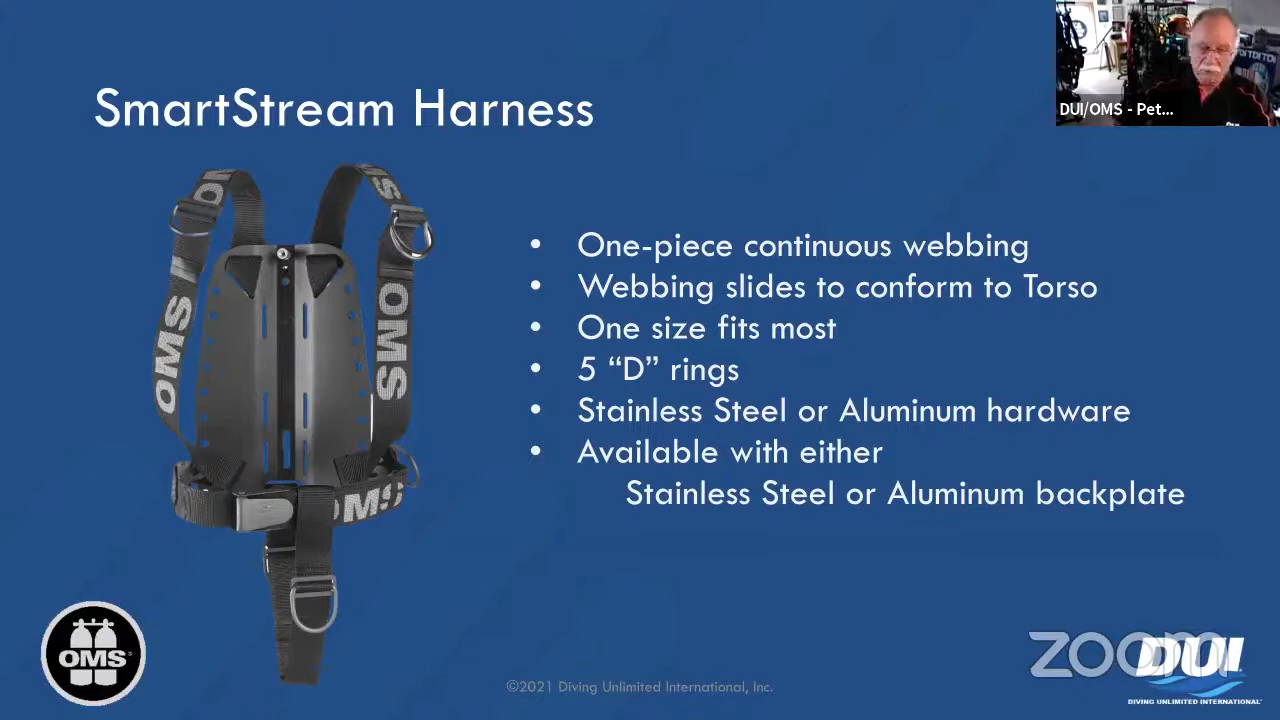 SmartStream Harness
DUI/OMS - Pet...
• One-piece continuous webbing
• Webbing slides to conform to Torso
• One size fits most
• 5 “D” rings
• Stainless Steel or Aluminum hardware
• Available with either
Stainless Steel or Aluminum backplate
OMS
OMS
OMS
OMS
©2021 Diving Unlimited International, Inc.
zoom
DUI
DIVING UNLIMITED INTERNATIONAL